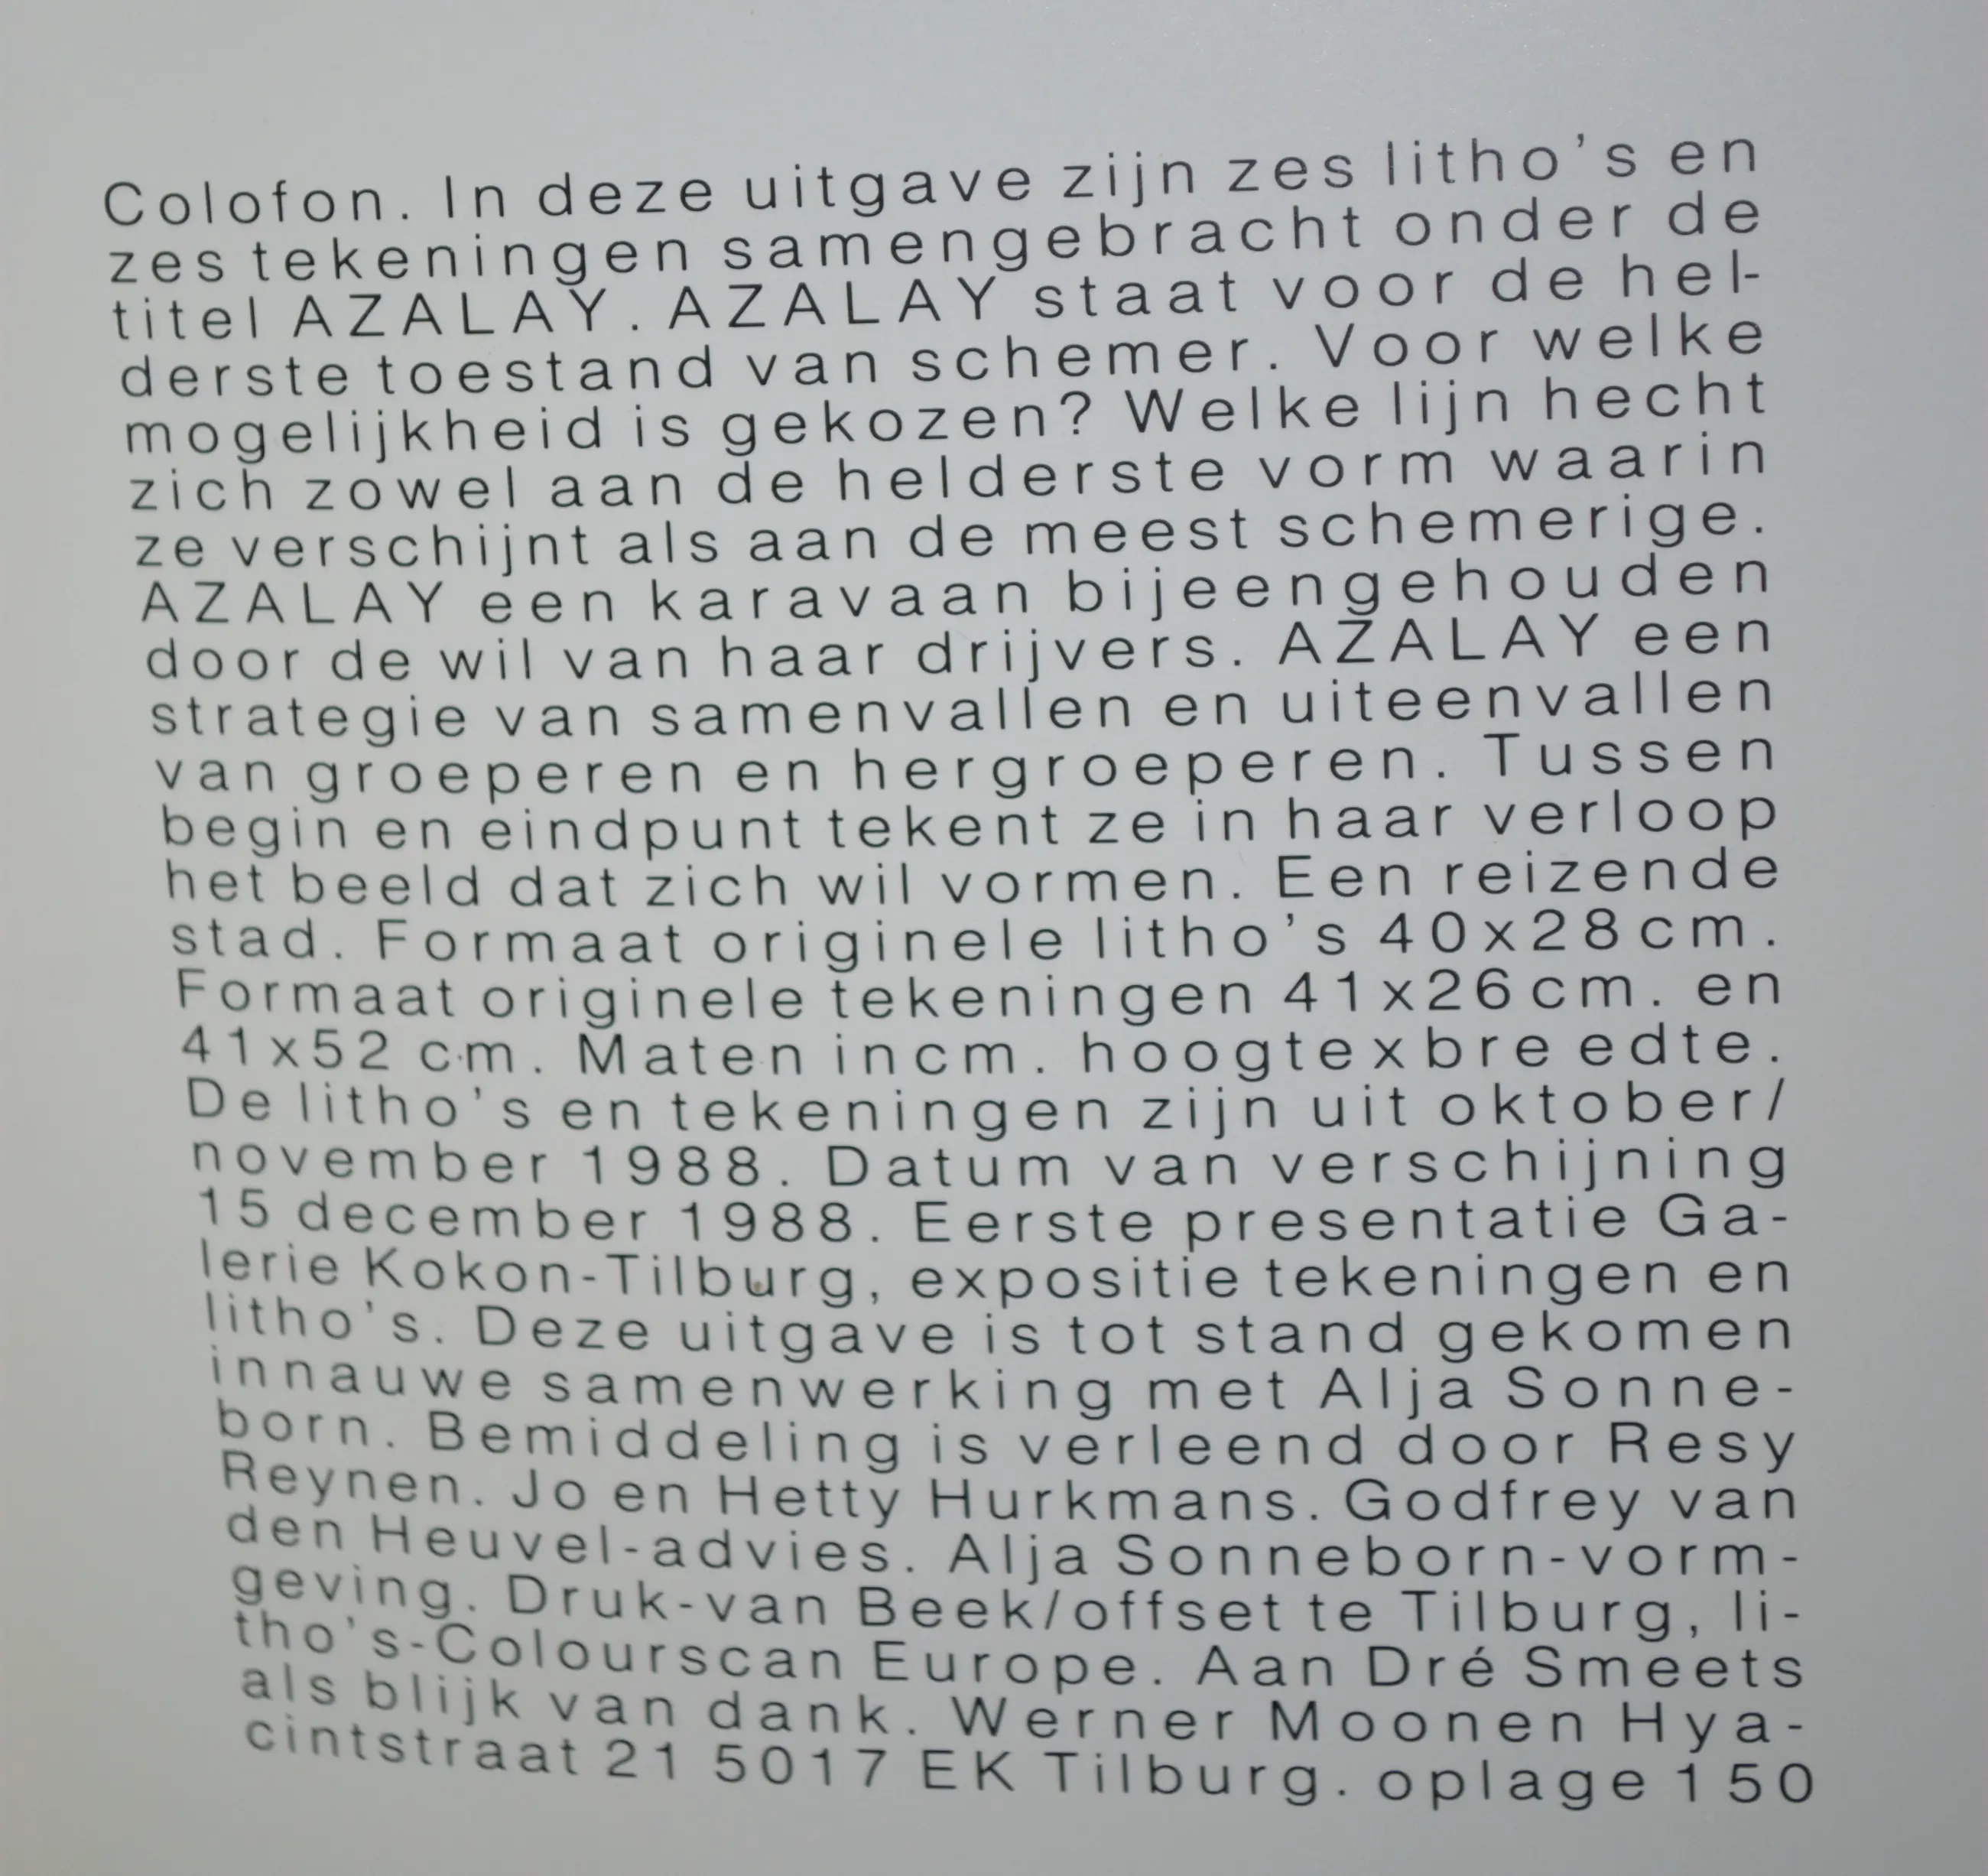 Colofon. In deze uitgave zijn zes litho's en
zes tekeningen samengebracht onder de
titel AZALAY. AZALAY staat voor de hel-
derste toestand van schemer. Voor welke
mogelijkheid is gekozen? Welke lijn hecht
zich zowel aan de helderste vorm waarin
ze verschijnt als aan de meest schemerige.
AZALAY een karavaan bijeengehouden
door de wil van haar drijvers. AZALAY een
strategie van samenvallen en uiteenvallen
van groeperen en hergroeperen. Tussen
begin en eindpunt tekent ze in haar verloop
het beeld dat zich wil vormen. Een reizende
stad. Formaat originele litho's 40x28cm.
Formaat originele tekeningen 41x26cm. en
41x52 cm. Maten in cm. hoogtexbre edte.
De litho's en tekeningen zijn uit oktober/
november 1988. Datum van verschijning
15 december 1988. Eerste presentatie Ga-
lerie Kokon-Tilburg, expositie tekeningen en
litho's. Deze uitgave is tot stand gekomen
in nauwe samenwerking met Alja Sonne-
born. Bemiddeling is verleend door Resy
Reynen. Jo en Hetty Hurkmans. Godfrey van
den Heuvel-advies. Alja Sonneborn-vorm-
geving. Druk-van Beek/offset te Tilburg, li-
tho's-Colourscan Europe. Aan Dré Smeets
als blijk van dank. Werner Moonen Hya-
cintstraat 21 5017 EK Tilburg. oplage 150